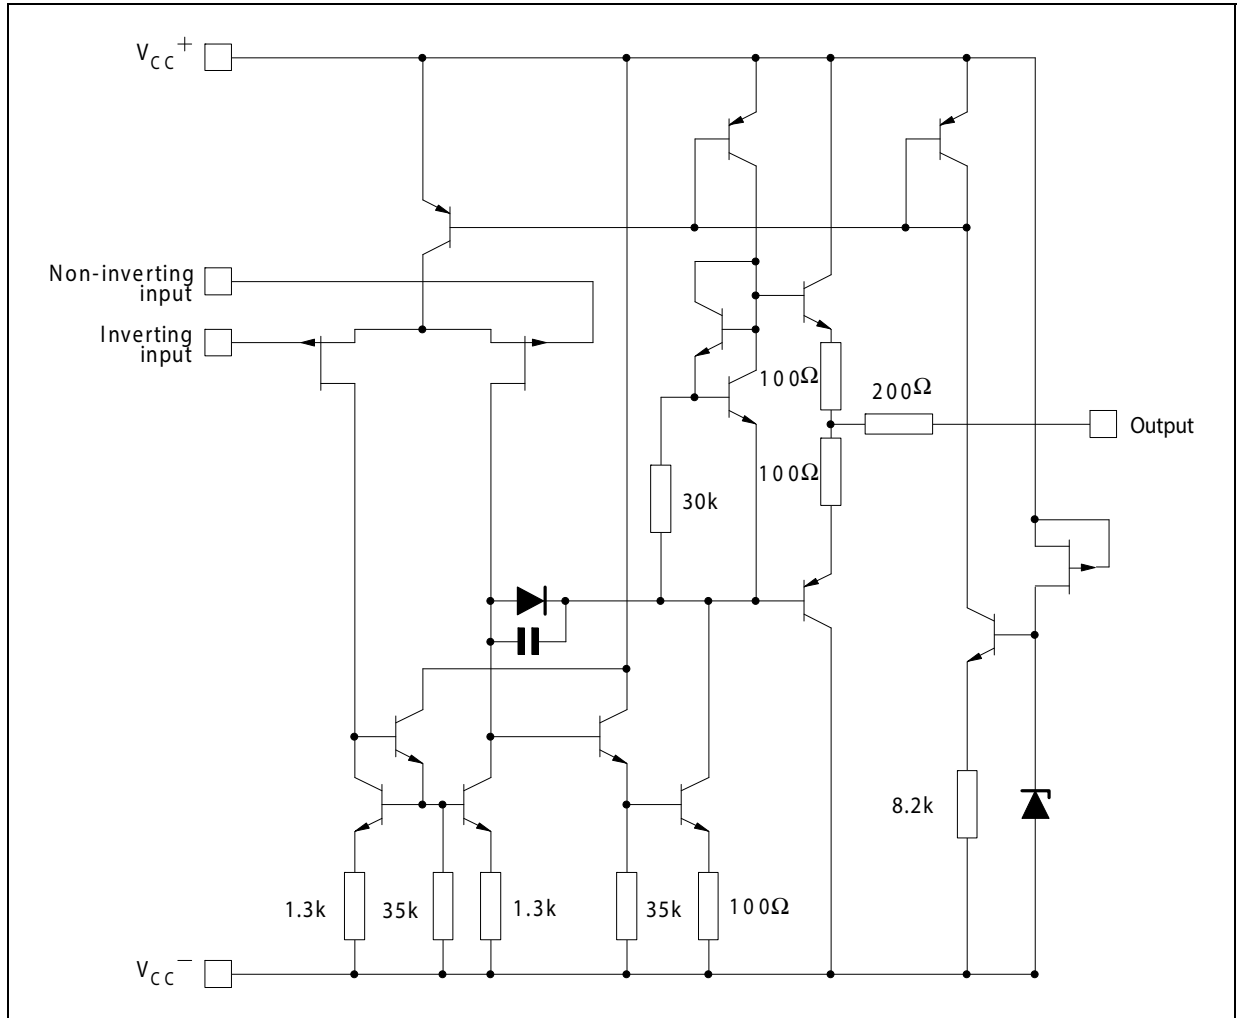 VCC+
Non-inverting
input
Inverting
input
100Ω
200Ω
Output
100Ω
30k
8.2k
1.3k
35k
1.3k
35k
100Ω
VCC−